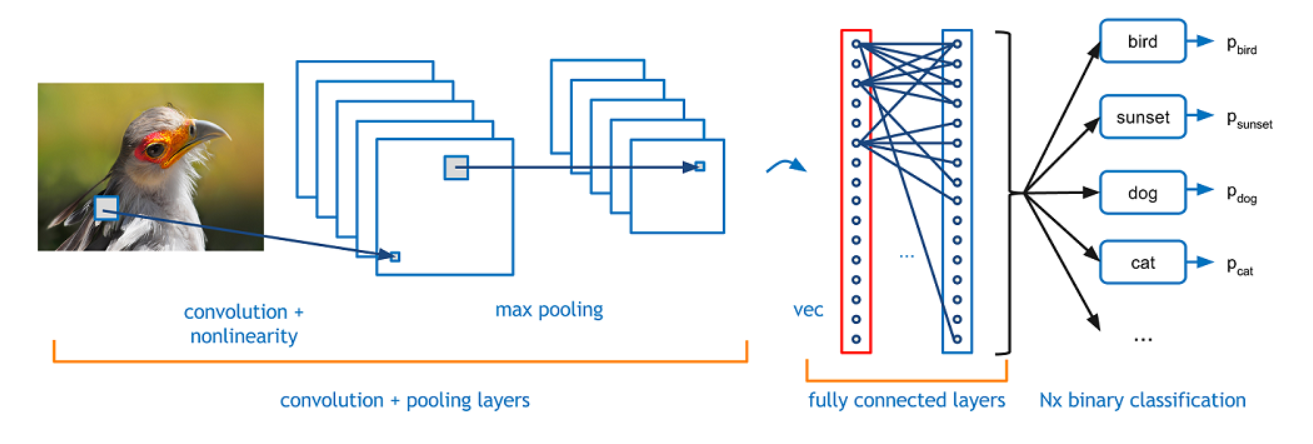 convolution +
nonlinearity
max pooling
convolution + pooling layers
vec
...
fully connected layers
bird
p_bird
sunset
p_sunset
dog
p_dog
cat
p_cat
...
Nx binary classification